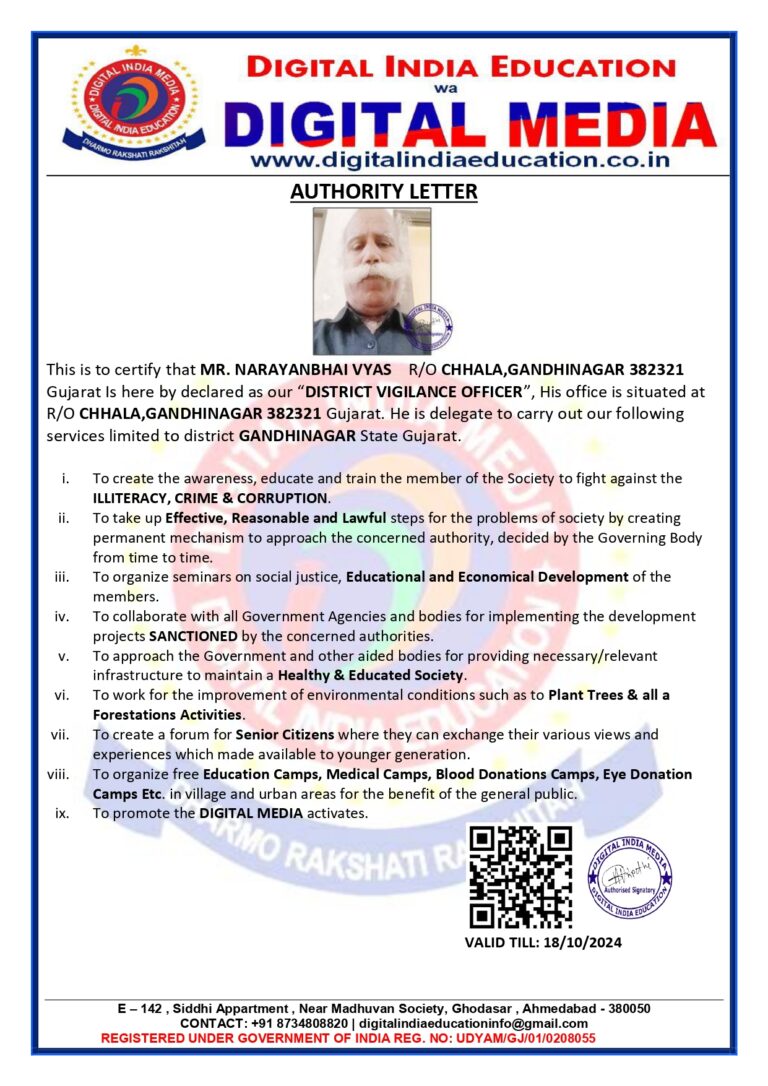 DIGITAL INDIA MEDIA
DIGITAL INDIA EDUCATION
DHARMO RAKSHATI RAKSHITAH
DIGITAL INDIA EDUCATION
wa
DIGITAL MEDIA
www.digitalindiaeducation.co.in
AUTHORITY LETTER
This is to certify that MR. NARAYANBHAI VYAS R/O CHHALA,GANDHINAGAR 382321
Gujarat Is here by declared as our “DISTRICT VIGILANCE OFFICER”, His office is situated at
R/O CHHALA,GANDHINAGAR 382321 Gujarat. He is delegate to carry out our following
services limited to district GANDHINAGAR State Gujarat.
i. To create the awareness, educate and train the member of the Society to fight against the
ILLITERACY, CRIME & CORRUPTION.
ii. To take up Effective, Reasonable and Lawful steps for the problems of society by creating
permanent mechanism to approach the concerned authority, decided by the Governing Body
from time to time.
iii. To organize seminars on social justice, Educational and Economical Development of the
members.
iv. To collaborate with all Government Agencies and bodies for implementing the development
projects SANCTIONED by the concerned authorities.
v. To approach the Government and other aided bodies for providing necessary/relevant
infrastructure to maintain a Healthy & Educated Society.
vi. To work for the improvement of environmental conditions such as to Plant Trees & all a
Forestations Activities.
vii. To create a forum for Senior Citizens where they can exchange their various views and
experiences which made available to younger generation.
viii. To organize free Education Camps, Medical Camps, Blood Donations Camps, Eye Donation
Camps Etc. in village and urban areas for the benefit of the general public.
ix. To promote the DIGITAL MEDIA activates.
DIGITAL INDIA MEDIA
Authorised Signatory
DIGITAL INDIA EDUCATION
VALID TILL: 18/10/2024
E – 142 , Siddhi Appartment , Near Madhuvan Society, Ghodasar , Ahmedabad - 380050
CONTACT: +91 8734808820 | digitalindiaeducationinfo@gmail.com
REGISTERED UNDER GOVERNMENT OF INDIA REG. NO: UDYAM/GJ/01/0208055